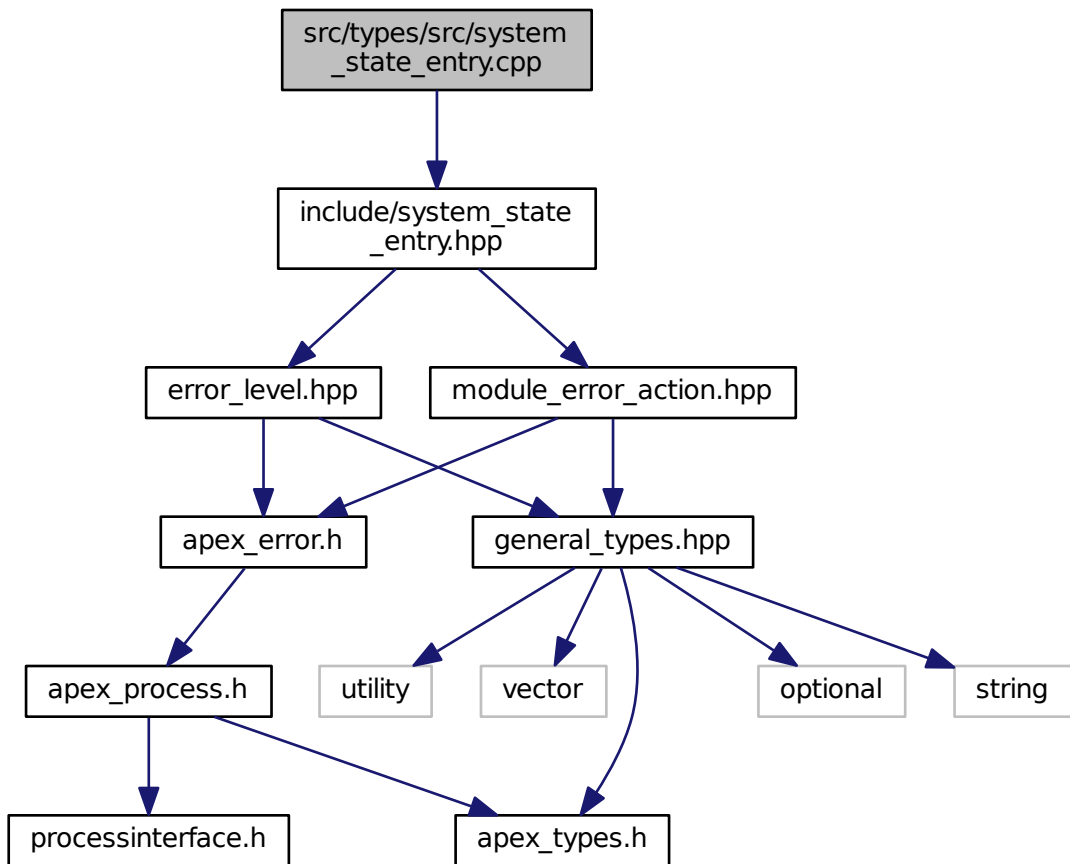 src/types/src/system
_state_entry.cpp
include/system_state
_entry.hpp
error_level.hpp
module_error_action.hpp
apex_error.h
general_types.hpp
apex_process.h
utility
vector
optional
string
processinterface.h
apex_types.h